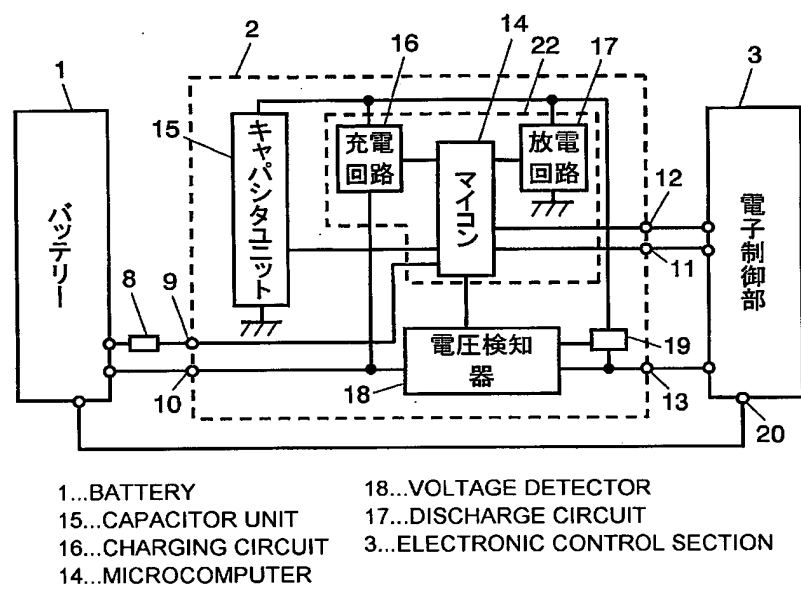 2
16
14
22
17
1
3
15
キャパシタユニット
充電
回路
マイコン
放電
回路
バッテリー
電子制御部
12
11
8
9
電圧検知
器
19
10
18
13
20
1...BATTERY
15...CAPACITOR UNIT
16...CHARGING CIRCUIT
14...MICROCOMPUTER
18...VOLTAGE DETECTOR
17...DISCHARGE CIRCUIT
3...ELECTRONIC CONTROL SECTION